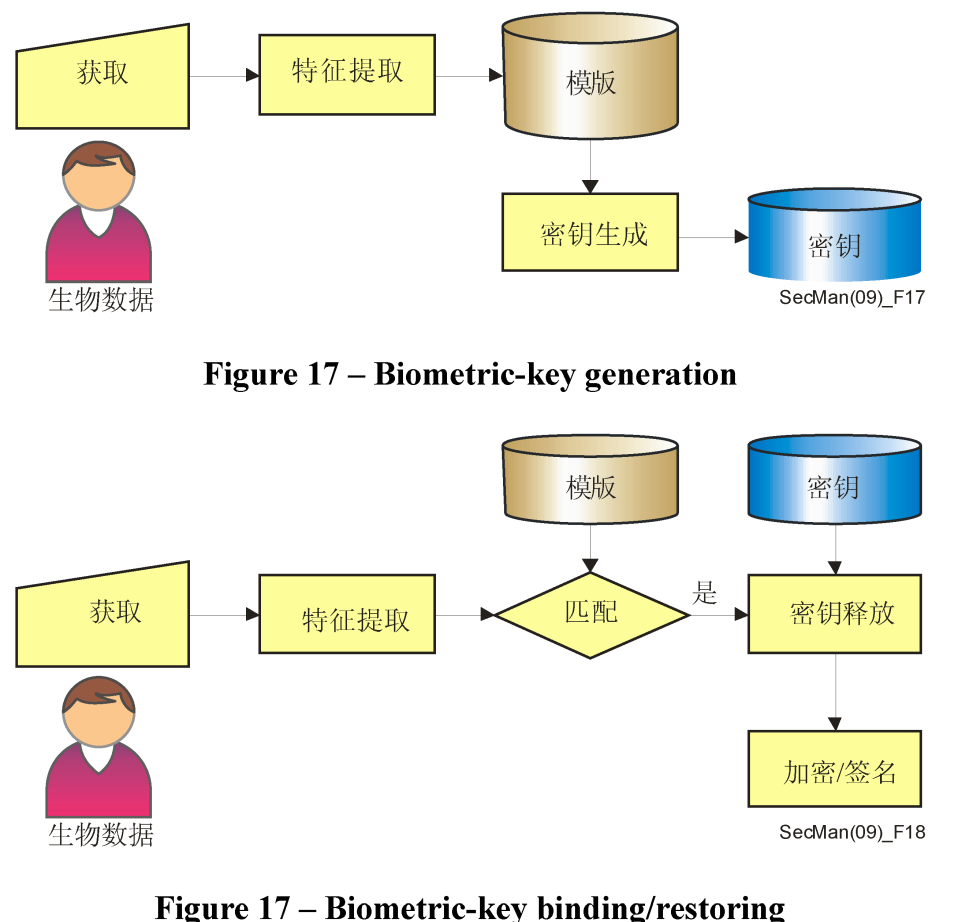 获取
特征提取
模版
生物数据
密钥生成
密钥
SecMan(09)_F17
Figure 17 – Biometric-key generation
模版
密钥
获取
特征提取
匹配
是
密钥释放
生物数据
加密/签名
SecMan(09)_F18
Figure 17 – Biometric-key binding/restoring